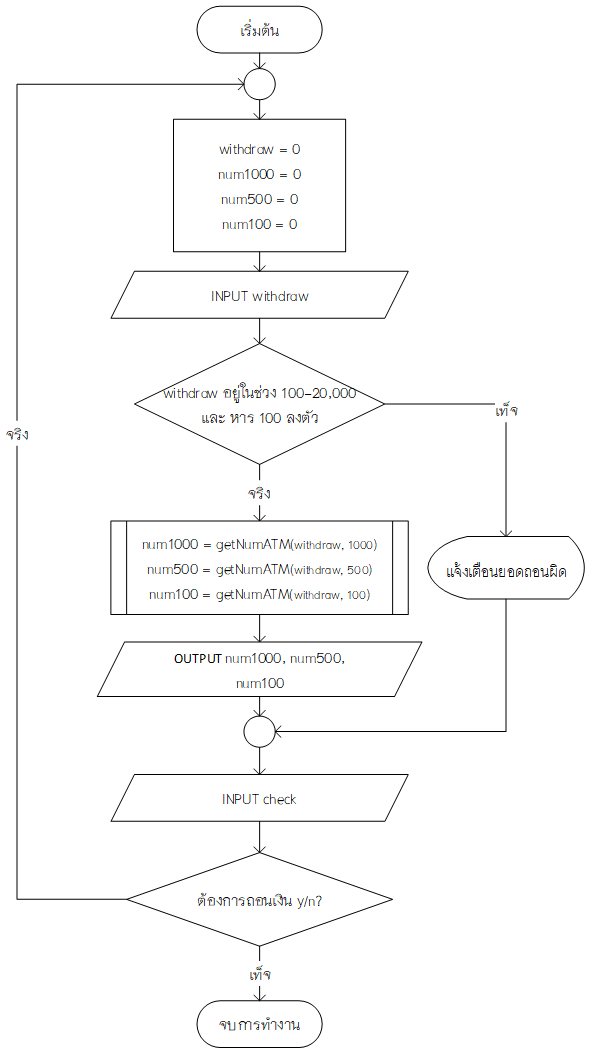 เริ่มต้น
withdraw = 0
num1000 = 0
num500 = 0
num100 = 0
INPUT withdraw
withdraw อยู่ในช่วง 100-20,000
และ หาร 100 ลงตัว
เท็จ
จริง
จริง
num1000 = getNumATM(withdraw, 1000)
num500 = getNumATM(withdraw, 500)
num100 = getNumATM(withdraw, 100)
แจ้งเตือนยอดถอนผิด
OUTPUT num1000, num500,
num100
INPUT check
ต้องการถอนเงิน y/n?
เท็จ
จบการทำงาน